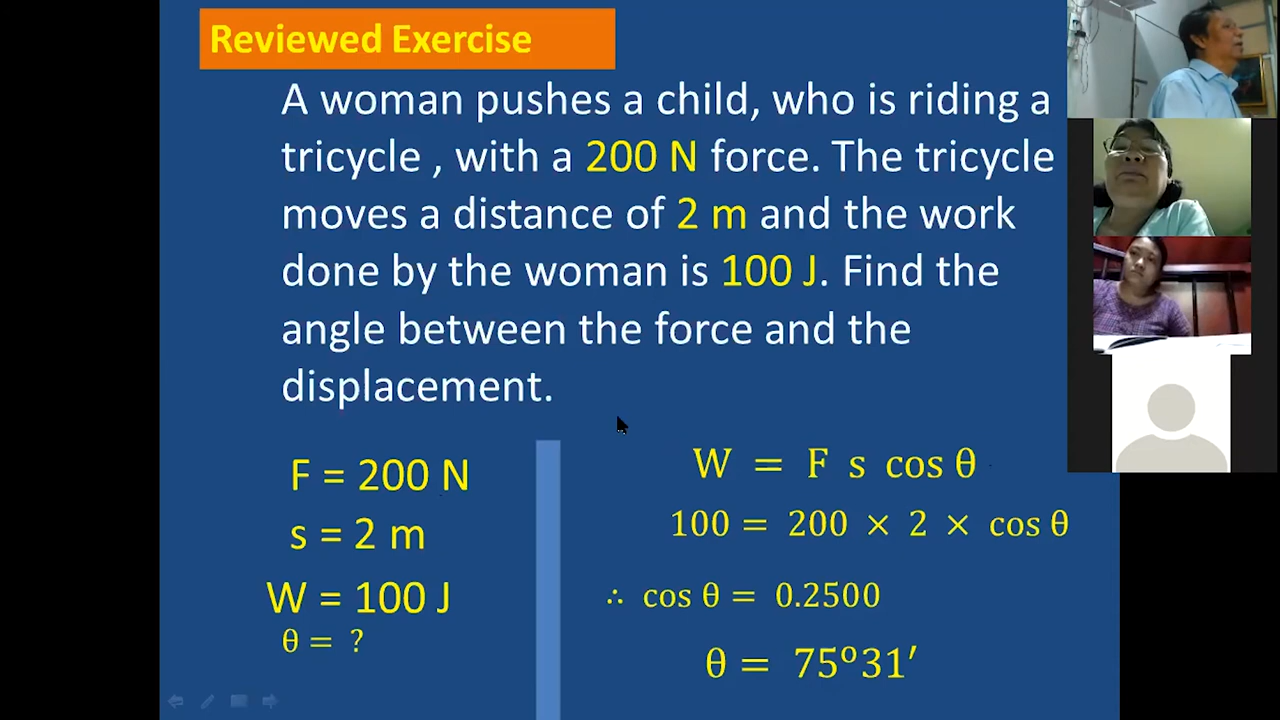 Reviewed Exercise
A woman pushes a child, who is riding a
tricycle , with a 200 N force. The tricycle
moves a distance of 2 m and the work
done by the woman is 100 J. Find the
angle between the force and the
displacement.
F = 200 N
s = 2 m
W = 100 J
θ = ?
W = F s cos θ
100 = 200 × 2 × cos θ
∴ cos θ = 0.2500
θ = 75º31′